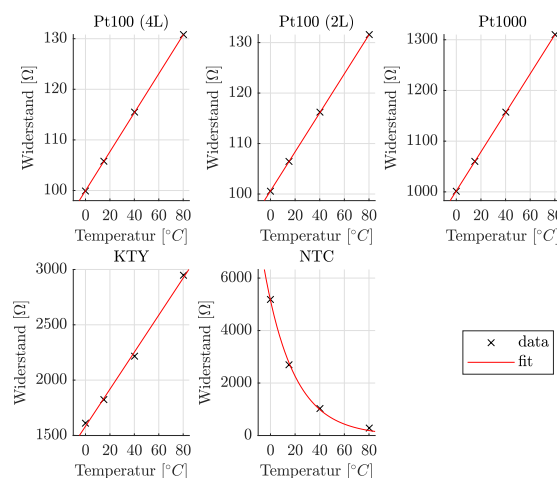 Pt100 (4L)
Widerstand [Ω]
130
120
110
100
0 20 40 60 80
Temperatur [°C]
Pt100 (2L)
Widerstand [Ω]
130
120
110
100
0 20 40 60 80
Temperatur [°C]
Pt1000
Widerstand [Ω]
1300
1200
1100
1000
0 20 40 60 80
Temperatur [°C]
KTY
Widerstand [Ω]
3000
2500
2000
1500
0 20 40 60 80
Temperatur [°C]
NTC
Widerstand [Ω]
6000
4000
2000
0
0 20 40 60 80
Temperatur [°C]
data
fit